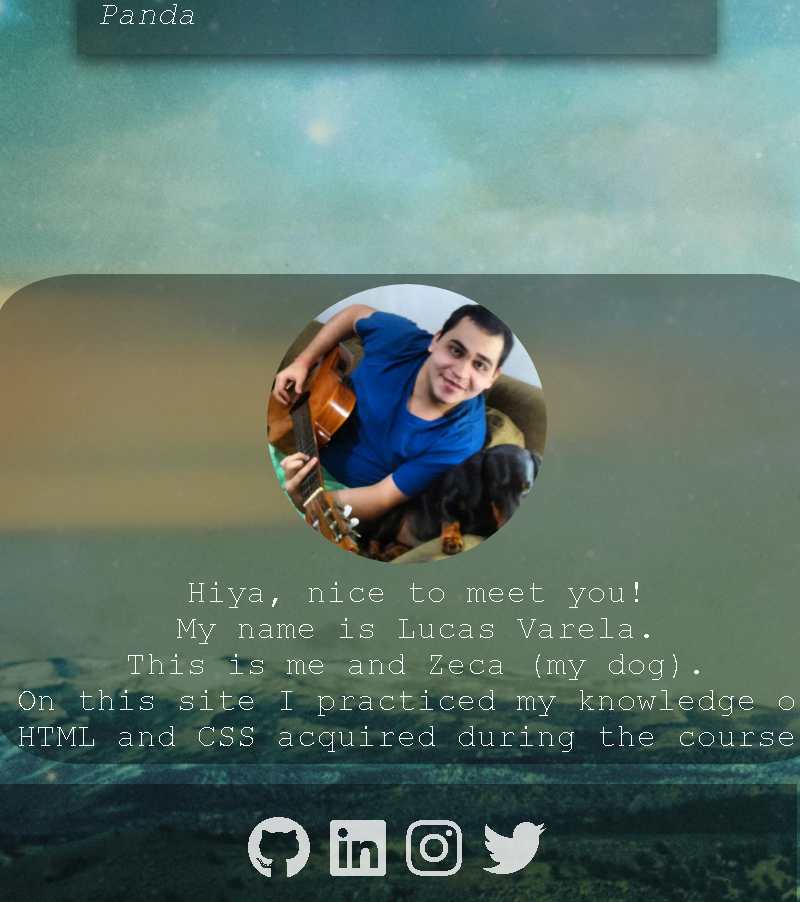 Panda
Hiya, nice to meet you!
My name is Lucas Varela.
This is me and Zeca (my dog).
On this site I practiced my knowledge o
HTML and CSS acquired during the course
in